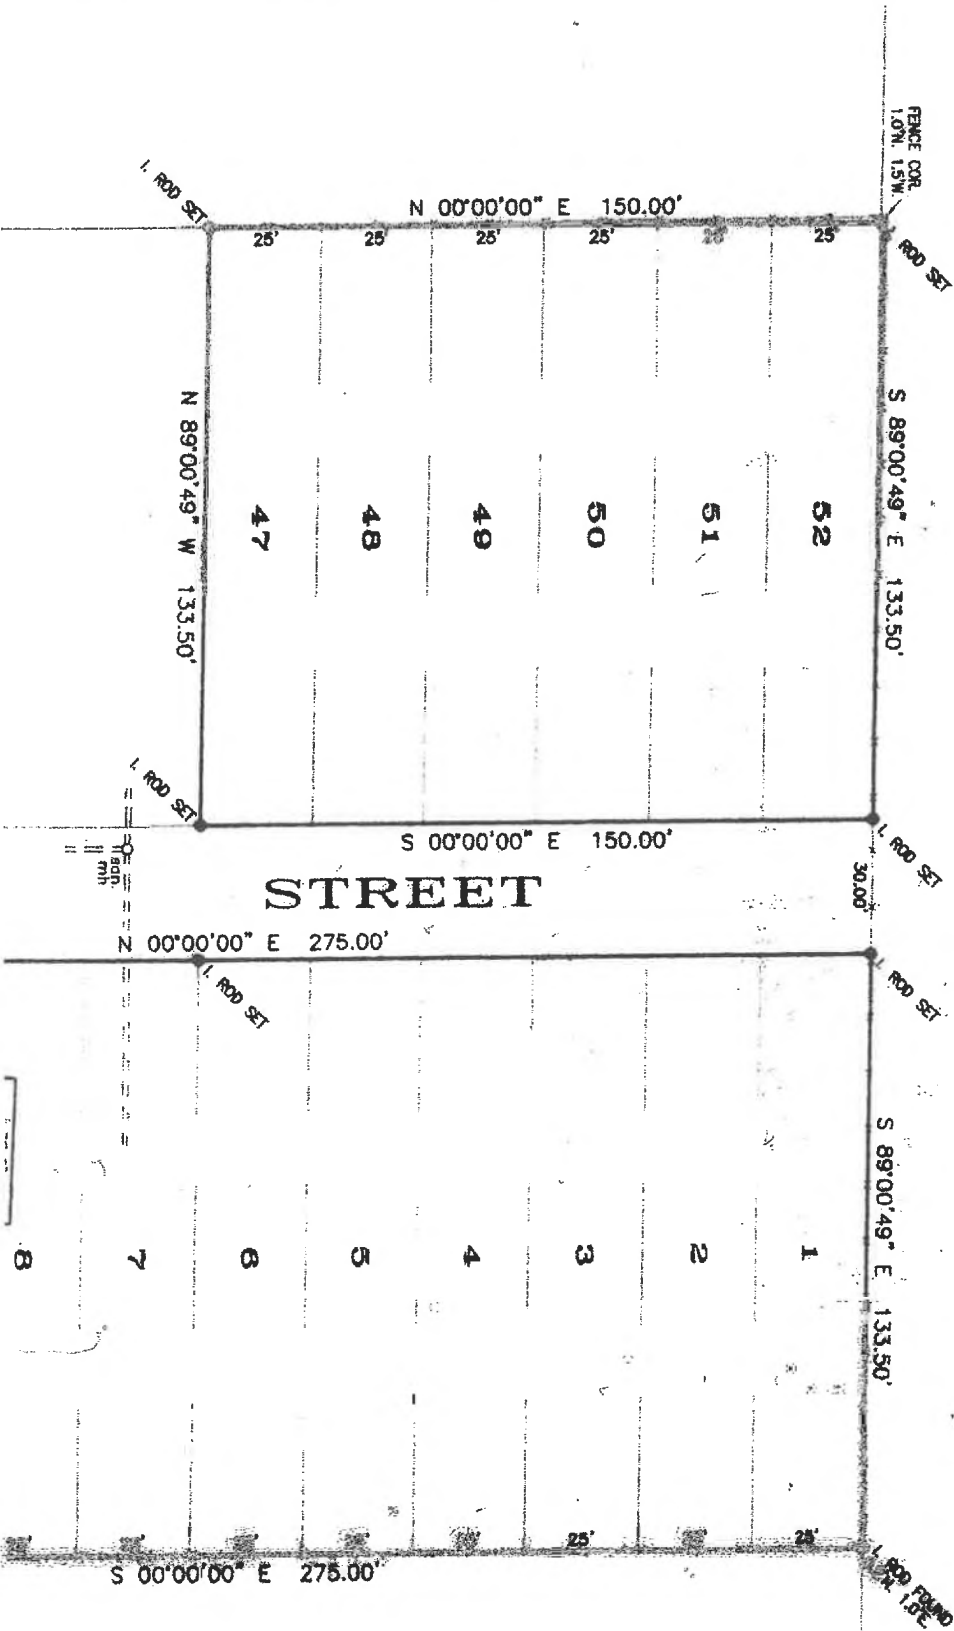 FENCE COR.
1.0'N. 1.5'W.
I. ROD SET
N 00°00'00" E 150.00'
I. ROD SET
25' 25' 25' 25' 25' 25'
N 89°00'49" W 133.50'
S 89°00'49" E 133.50'
47 48 49 50 51 52
I. ROD SET
S 00°00'00" E 150.00'
I. ROD SET
san.
mh
STREET
30.00'
N 00°00'00" E 275.00'
I. ROD SET
I. ROD SET
S 89°00'49" E 133.50'
8 7 6 5 4 3 2 1
25' 25'
S 00°00'00" E 275.00'
I. ROD FOUND
1.0'E.